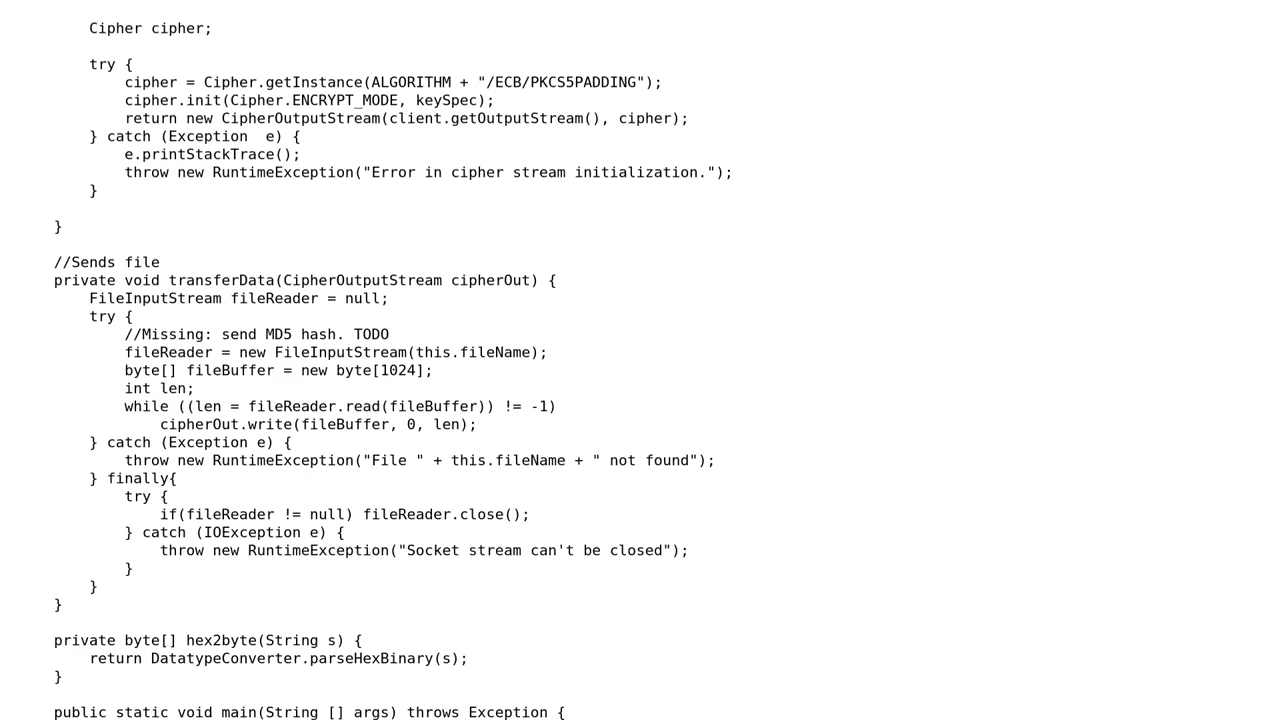 Cipher cipher;
try {
cipher = Cipher.getInstance(ALGORITHM + "/ECB/PKCS5PADDING");
cipher.init(Cipher.ENCRYPT_MODE, keySpec);
return new CipherOutputStream(client.getOutputStream(), cipher);
} catch (Exception  e) {
e.printStackTrace();
throw new RuntimeException("Error in cipher stream initialization.");
}
}
//Sends file
private void transferData(CipherOutputStream cipherOut) {
FileInputStream fileReader = null;
try {
//Missing: send MD5 hash. TODO
fileReader = new FileInputStream(this.fileName);
byte[] fileBuffer = new byte[1024];
int len;
while ((len = fileReader.read(fileBuffer)) != -1)
cipherOut.write(fileBuffer, 0, len);
} catch (Exception e) {
throw new RuntimeException("File " + this.fileName + " not found");
} finally{
try {
if(fileReader != null) fileReader.close();
} catch (IOException e) {
throw new RuntimeException("Socket stream can't be closed");
}
}
}
private byte[] hex2byte(String s) {
return DatatypeConverter.parseHexBinary(s);
}
public static void main(String [] args) throws Exception {